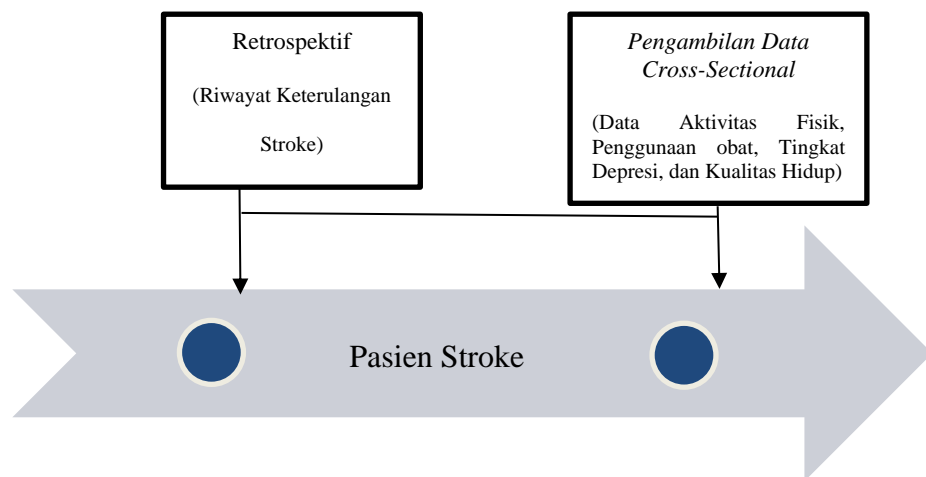 Retrospektif
(Riwayat Keterulangan
Stroke)
Pengambilan Data
Cross-Sectional
(Data Aktivitas Fisik,
Penggunaan obat, Tingkat
Depresi, dan Kualitas Hidup)
Pasien Stroke